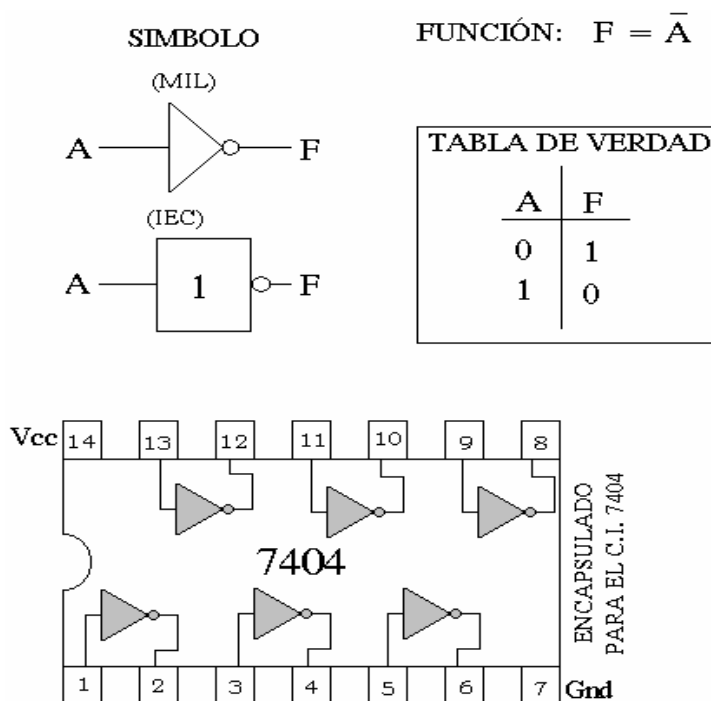 SIMBOLO
FUNCIÓN: F = A̅
(MIL)
A F
(IEC)
A 1 F
TABLA DE VERDAD
A F
0 1
1 0
Vcc 14 13 12 11 10 9 8
7404
1 2 3 4 5 6 7 Gnd
ENCAPSULADO
PARA EL C.I. 7404